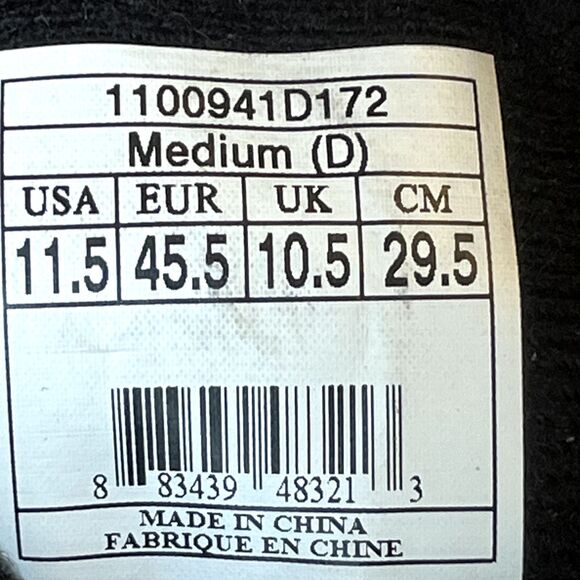 1100941D172
Medium (D)
USA EUR UK CM
11.5 45.5 10.5 29.5
8 83439 48321 3
MADE IN CHINA
FABRIQUE EN CHINE